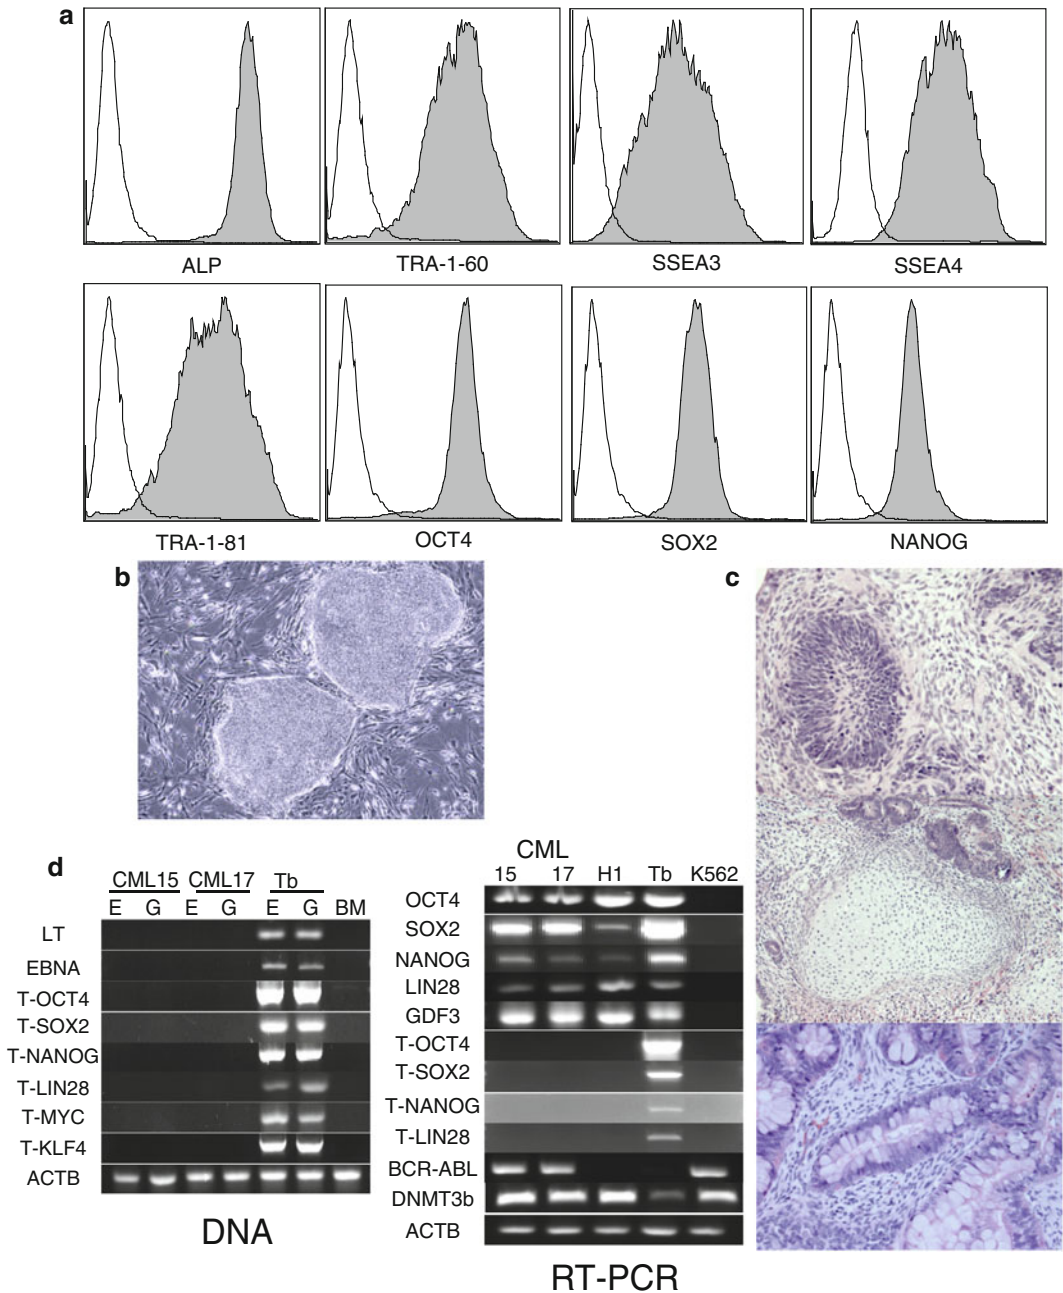 a
ALP TRA-1-60 SSEA3 SSEA4
TRA-1-81 OCT4 SOX2 NANOG
b
c
d
CML15 CML17 Tb
E G E G E G BM
LT
EBNA
T-OCT4
T-SOX2
T-NANOG
T-LIN28
T-MYC
T-KLF4
ACTB
DNA
CML
15 17 H1 Tb K562
OCT4
SOX2
NANOG
LIN28
GDF3
T-OCT4
T-SOX2
T-NANOG
T-LIN28
BCR-ABL
DNMT3b
ACTB
RT-PCR